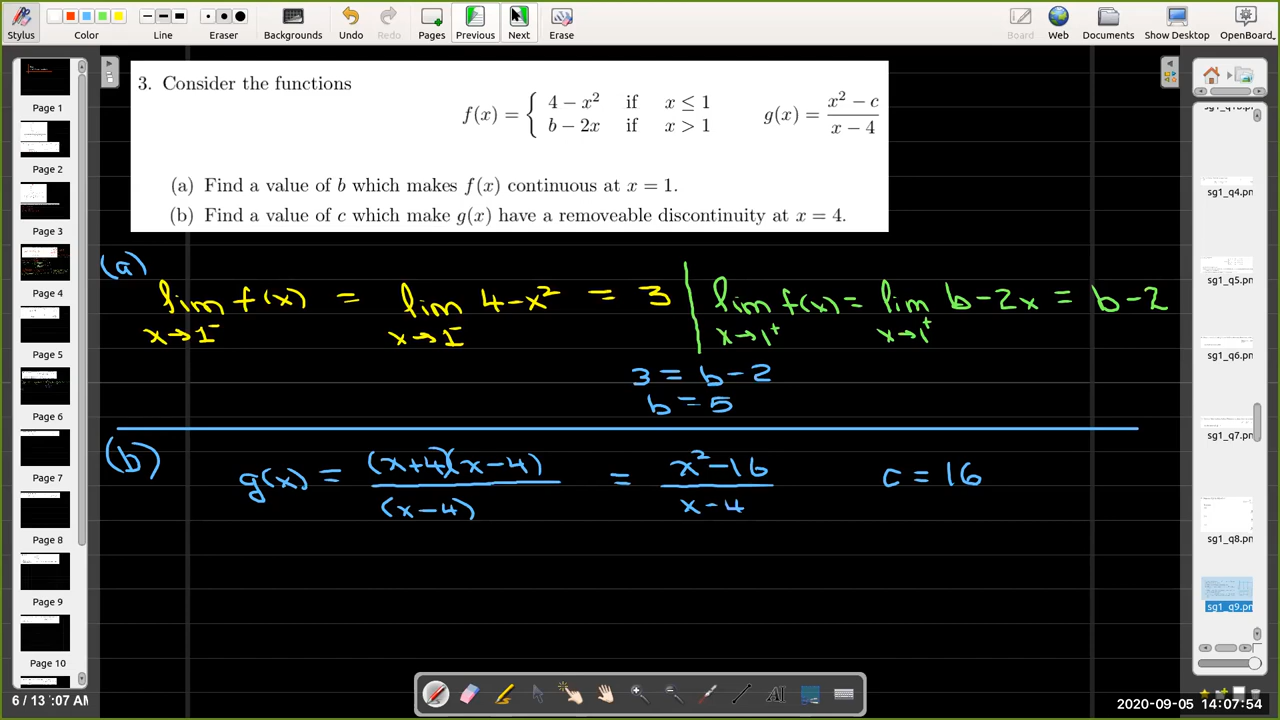 Stylus Color Line Eraser Backgrounds Undo Redo Pages Previous Next Erase Board Web Documents Show Desktop OpenBoard
3. Consider the functions
f(x) = { 4 − x² if x ≤ 1
b − 2x if x > 1
g(x) = (x² − c)/(x − 4)
(a) Find a value of b which makes f(x) continuous at x = 1.
(b) Find a value of c which make g(x) have a removeable discontinuity at x = 4.
(a)
lim x→1⁻ f(x) = lim x→1⁻ 4−x² = 3 | lim x→1⁺ f(x) = lim x→1⁺ b−2x = b−2
3 = b−2
b = 5
(b) g(x) = (x+4)(x−4)/(x−4) = x²−16/x−4 c = 16
Page 1
Page 2
Page 3
Page 4
Page 5
Page 6
Page 7
Page 8
Page 9
Page 10
sg1_q4.
sg1_q5
sg1_q6
sg1_q7.
sg1_q8.
sg1_q9.pn
6 / 13
2020-09-05 14:07:54